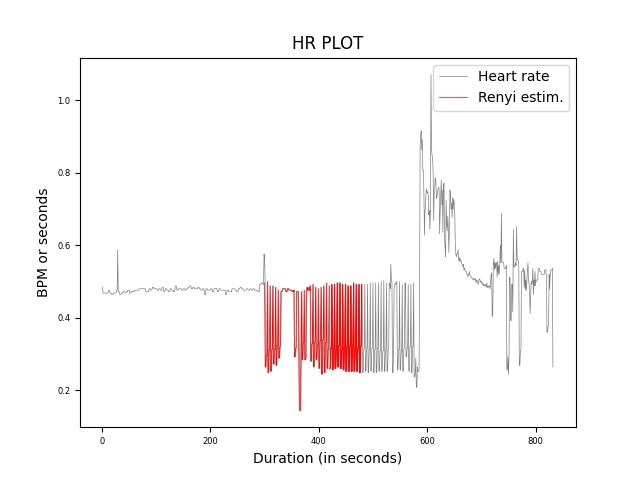 HR PLOT
Heart rate
Renyi estim.
BPM or seconds
1.0
0.8
0.6
0.4
0.2
0
200
400
600
800
Duration (in seconds)